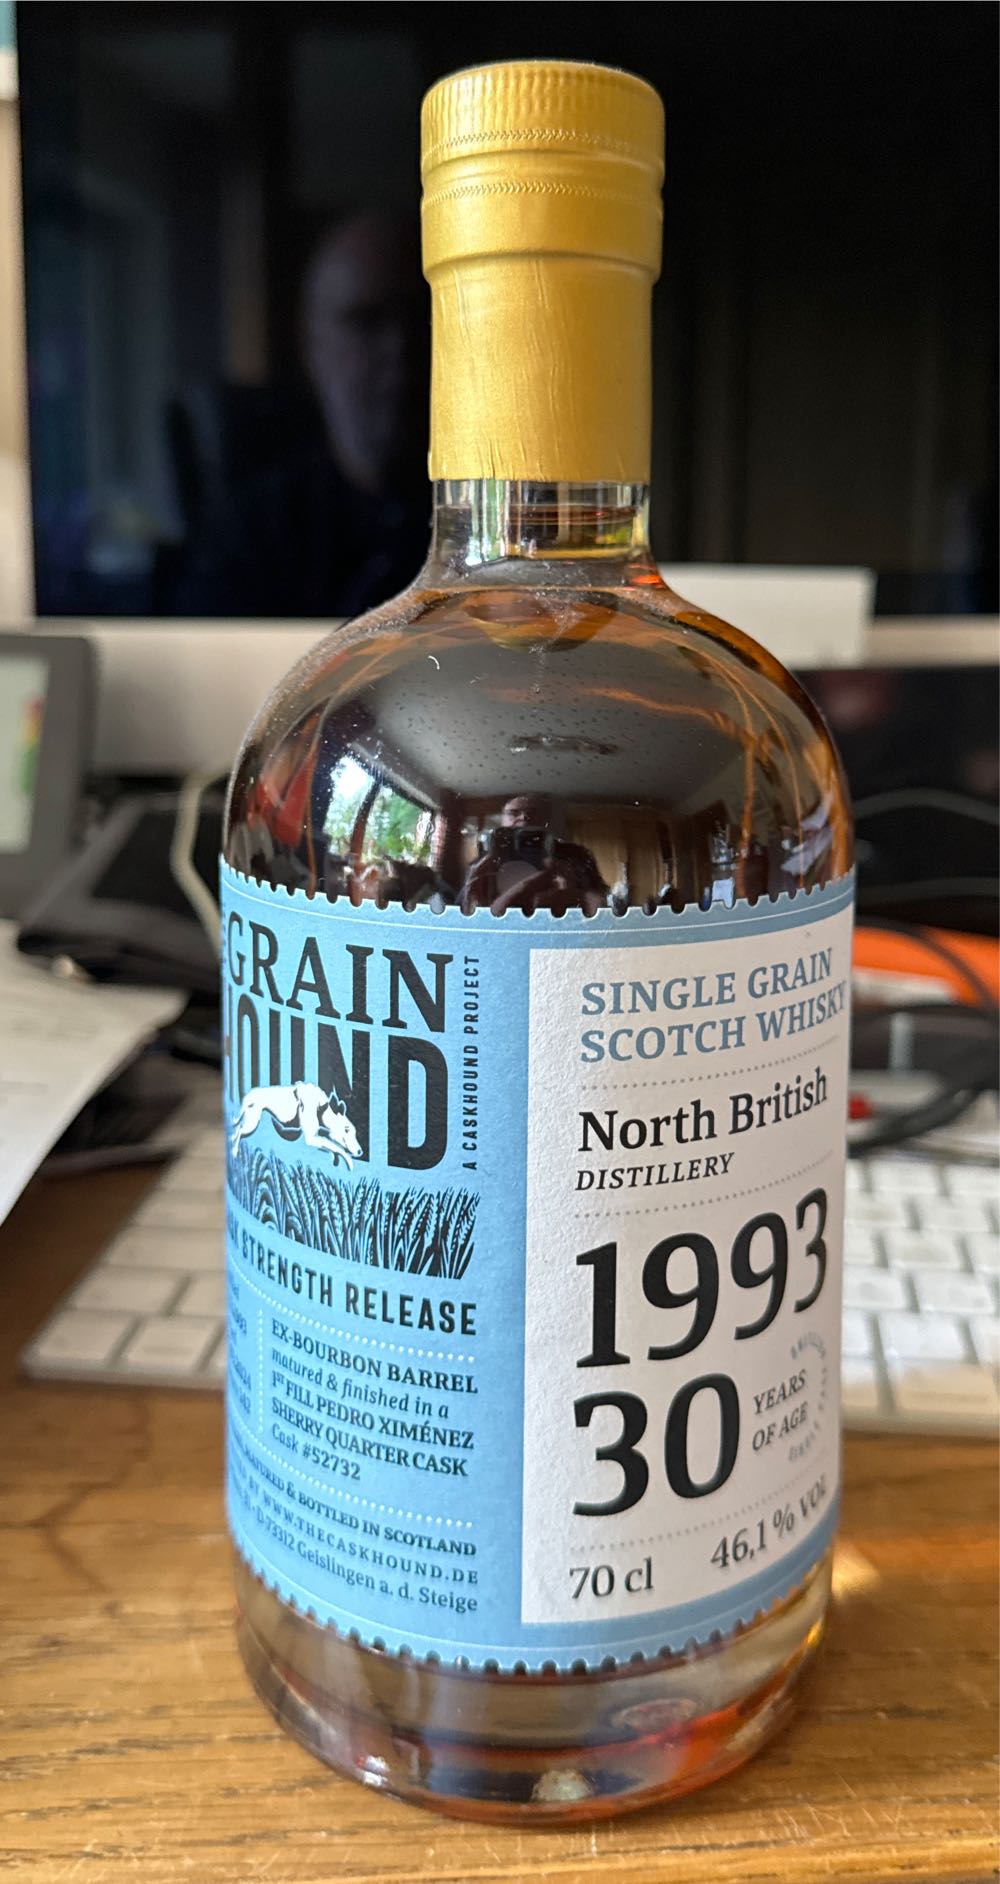 GRAIN
HOUND
A CASKHOUND PROJECT
STRENGTH RELEASE
EX-BOURBON BARREL
matured & finished in a
1ST FILL PEDRO XIMÉNEZ
SHERRY QUARTER CASK
Cask #52732
MATURED & BOTTLED IN SCOTLAND
BY WWW.THECASKHOUND.DE
D-73312 Geislingen a. d. Steige
SINGLE GRAIN
SCOTCH WHISKY
North British
DISTILLERY
1993
30 YEARS
OF AGE
70 cl 46,1 % VOL